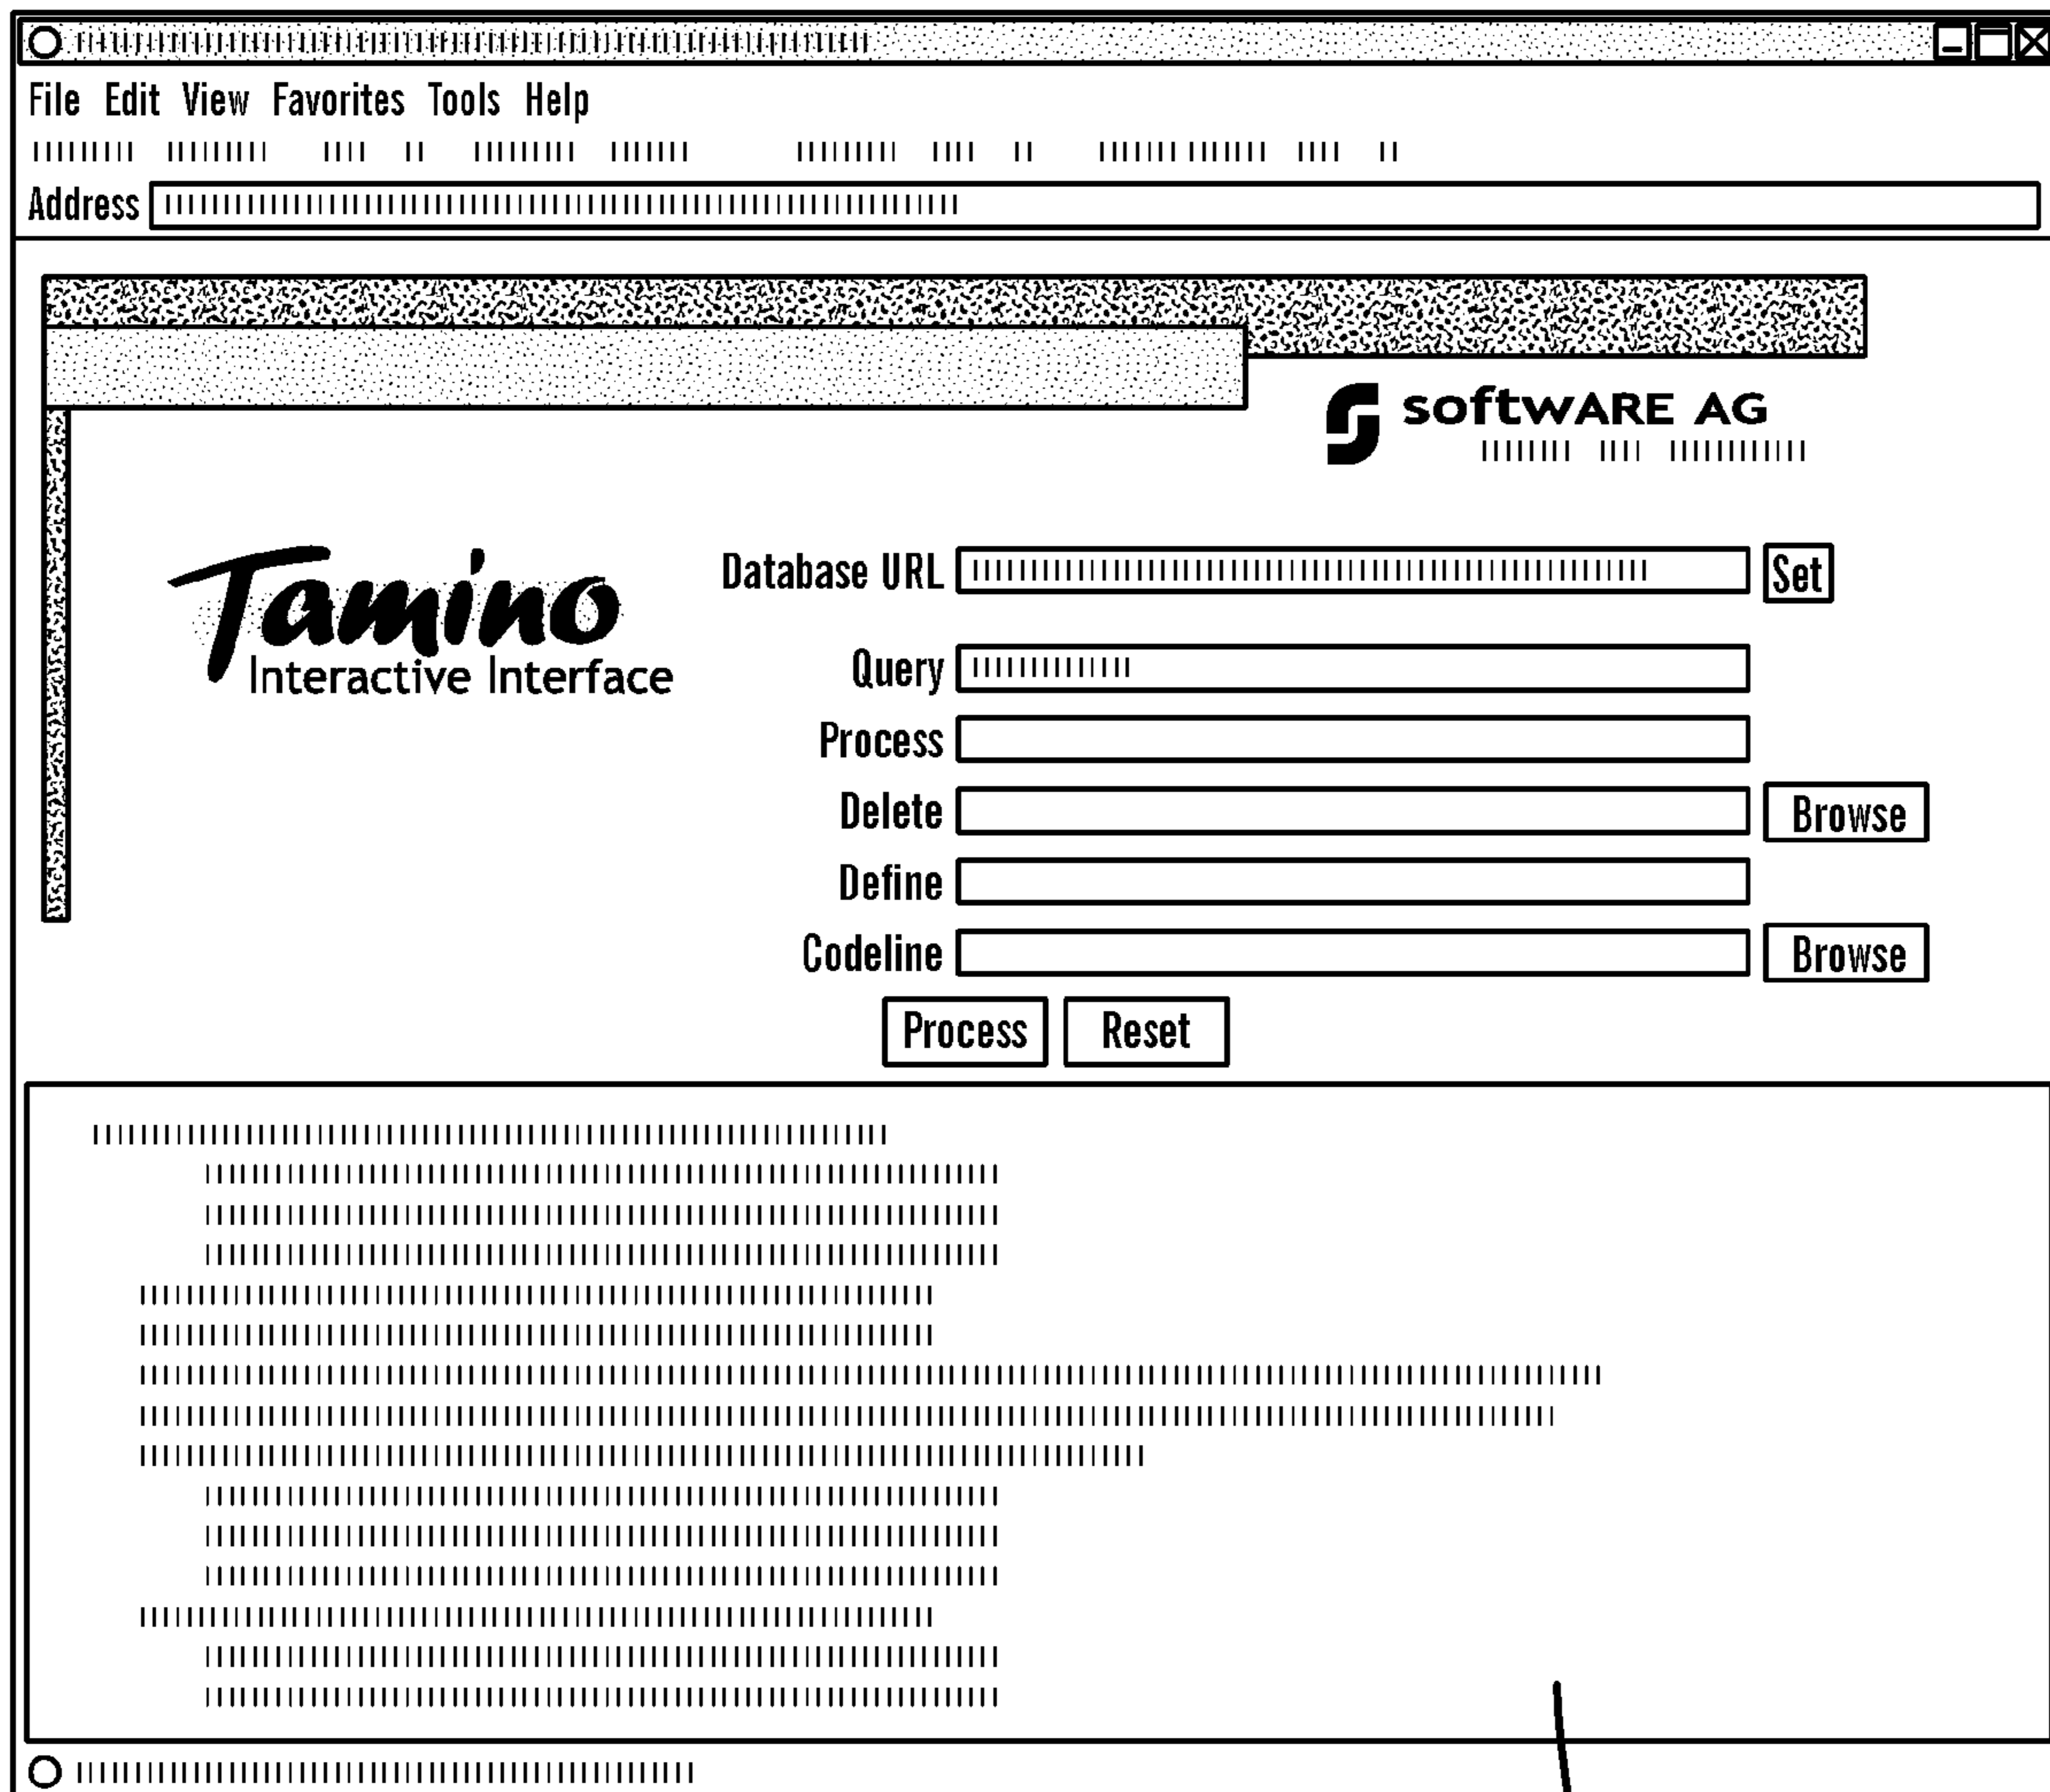 File Edit View Favorites Tools Help
Address
softwARE AG
Tamino
Interactive Interface
Database URL Set
Query
Process
Delete Browse
Define
Codeline Browse
Process Reset